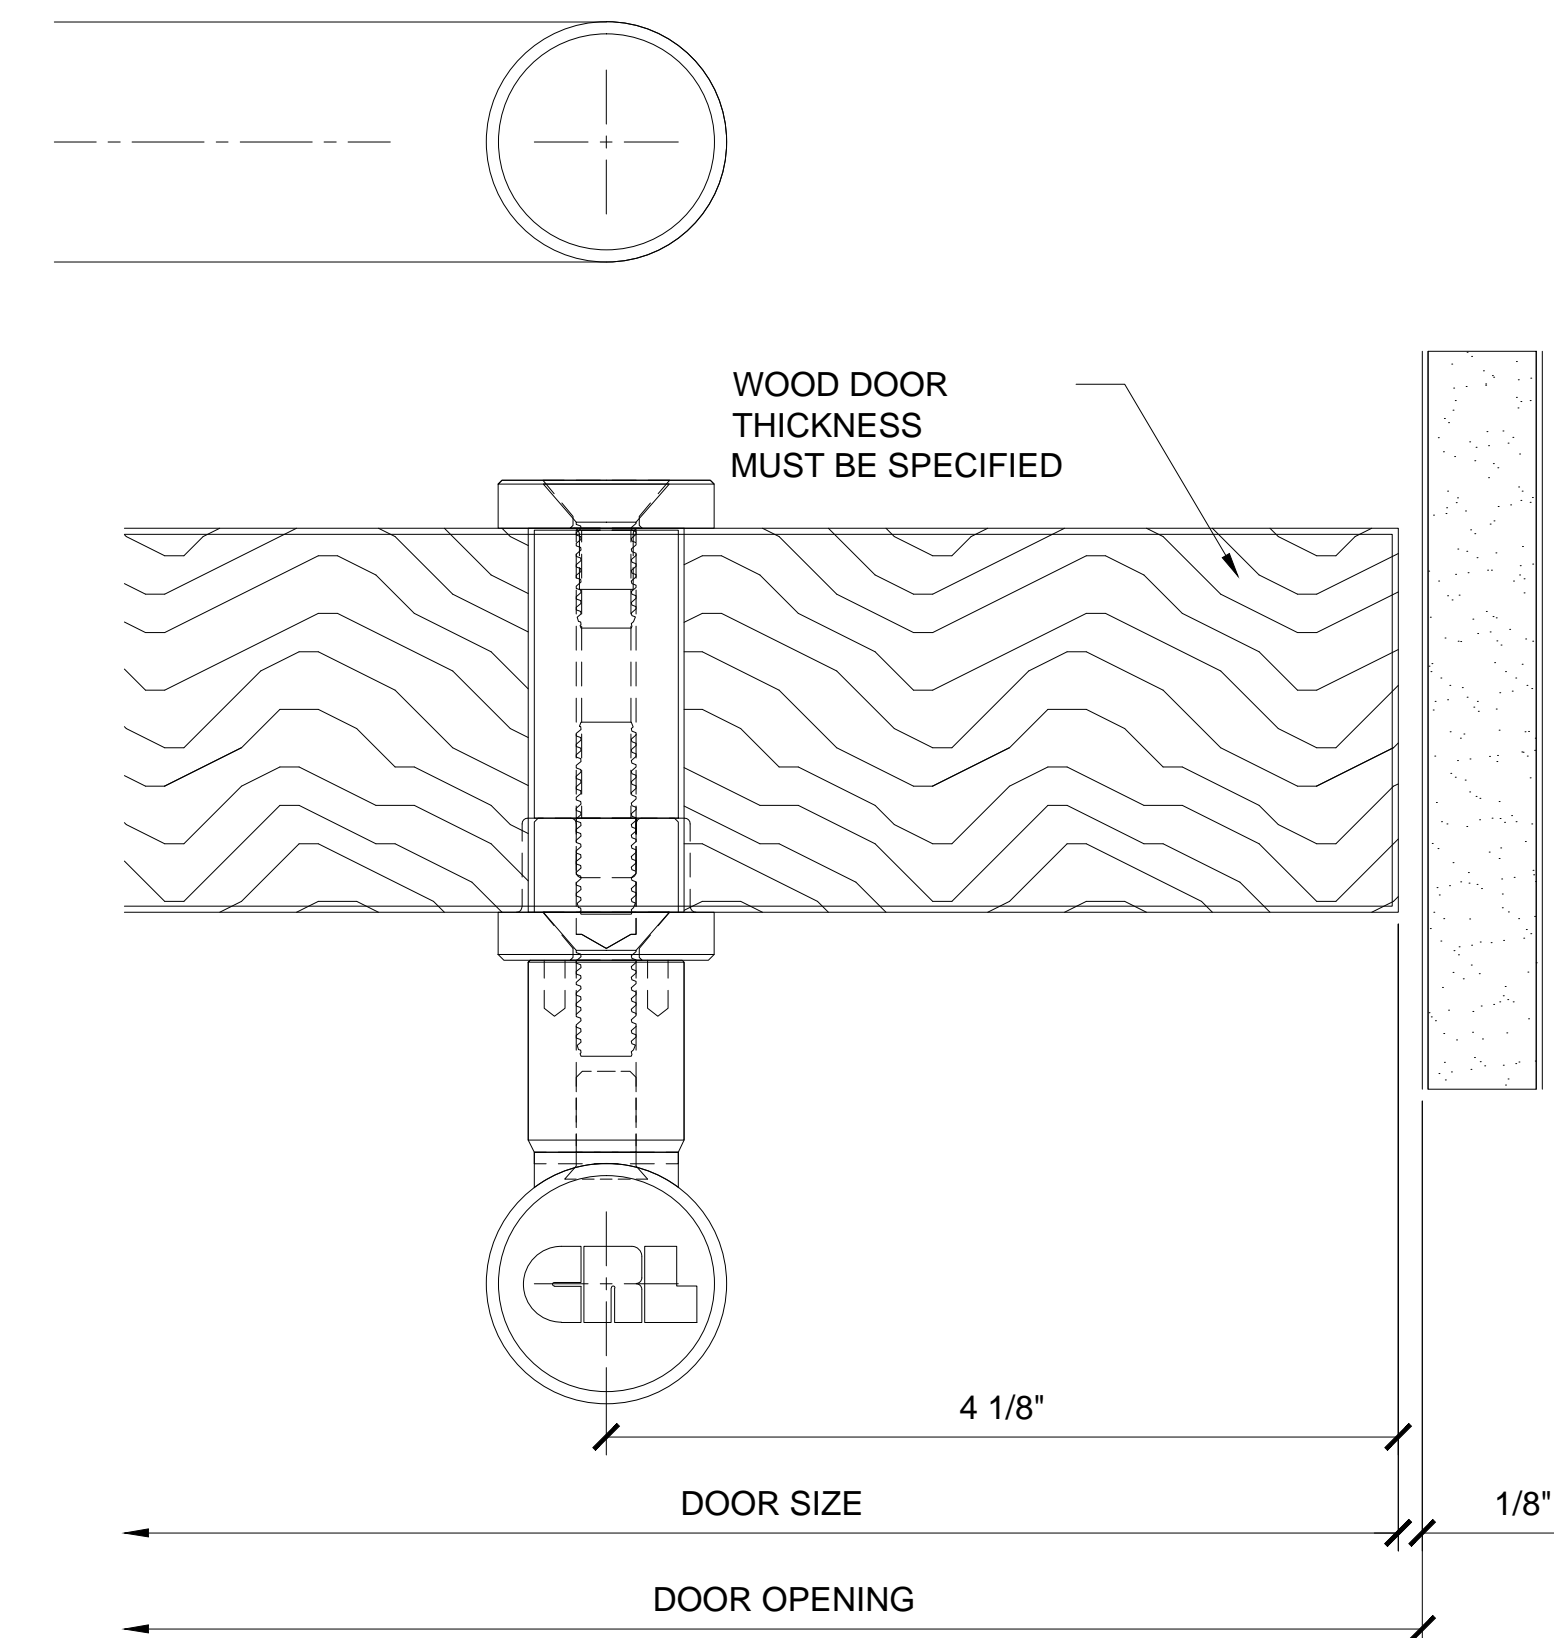 WOOD DOOR
THICKNESS
MUST BE SPECIFIED
CRL
4 1/8"
DOOR SIZE
1/8"
DOOR OPENING